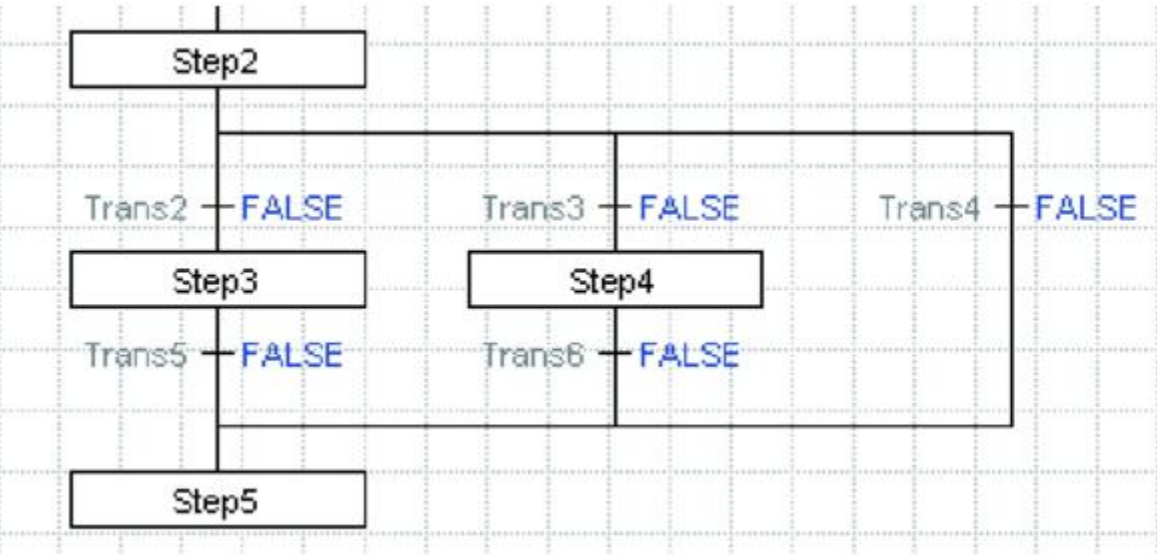 Step2
Trans2 FALSE Trans3 FALSE Trans4 FALSE
Step3 Step4
Trans5 FALSE Trans6 FALSE
Step5